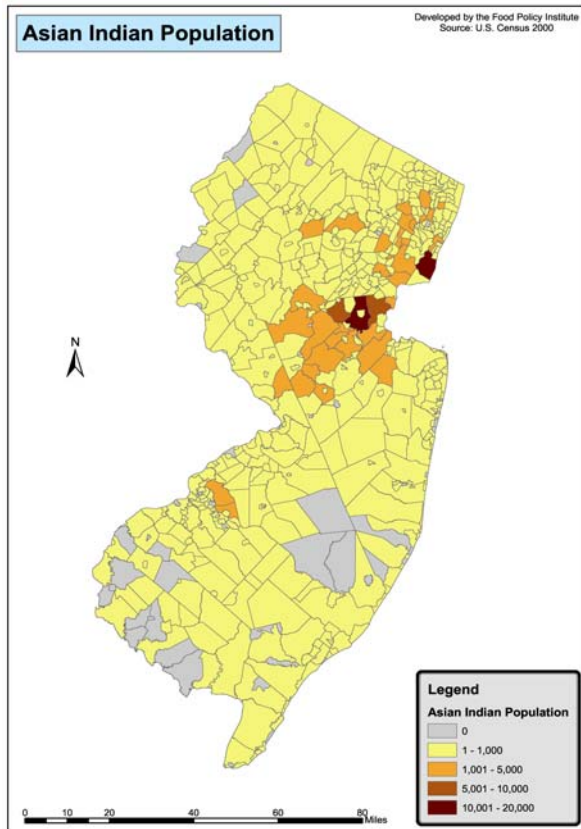 Asian Indian Population
Developed by the Food Policy Institute
Source: U.S. Census 2000
N
Legend
Asian Indian Population
0
1 - 1,000
1,001 - 5,000
5,001 - 10,000
10,001 - 20,000
0 20 40 60 80
Miles